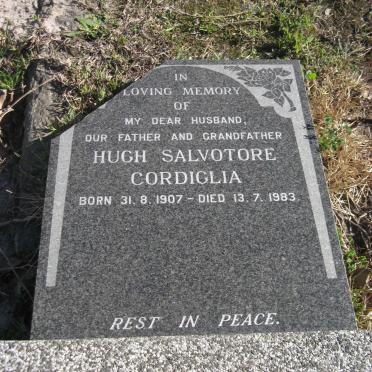 IN
LOVING MEMORY
OF
MY DEAR HUSBAND,
OUR FATHER AND GRANDFATHER
HUGH SALVOTORE
CORDIGLIA
BORN 31. 8. 1907 - DIED 13. 7. 1983.
REST IN PEACE.